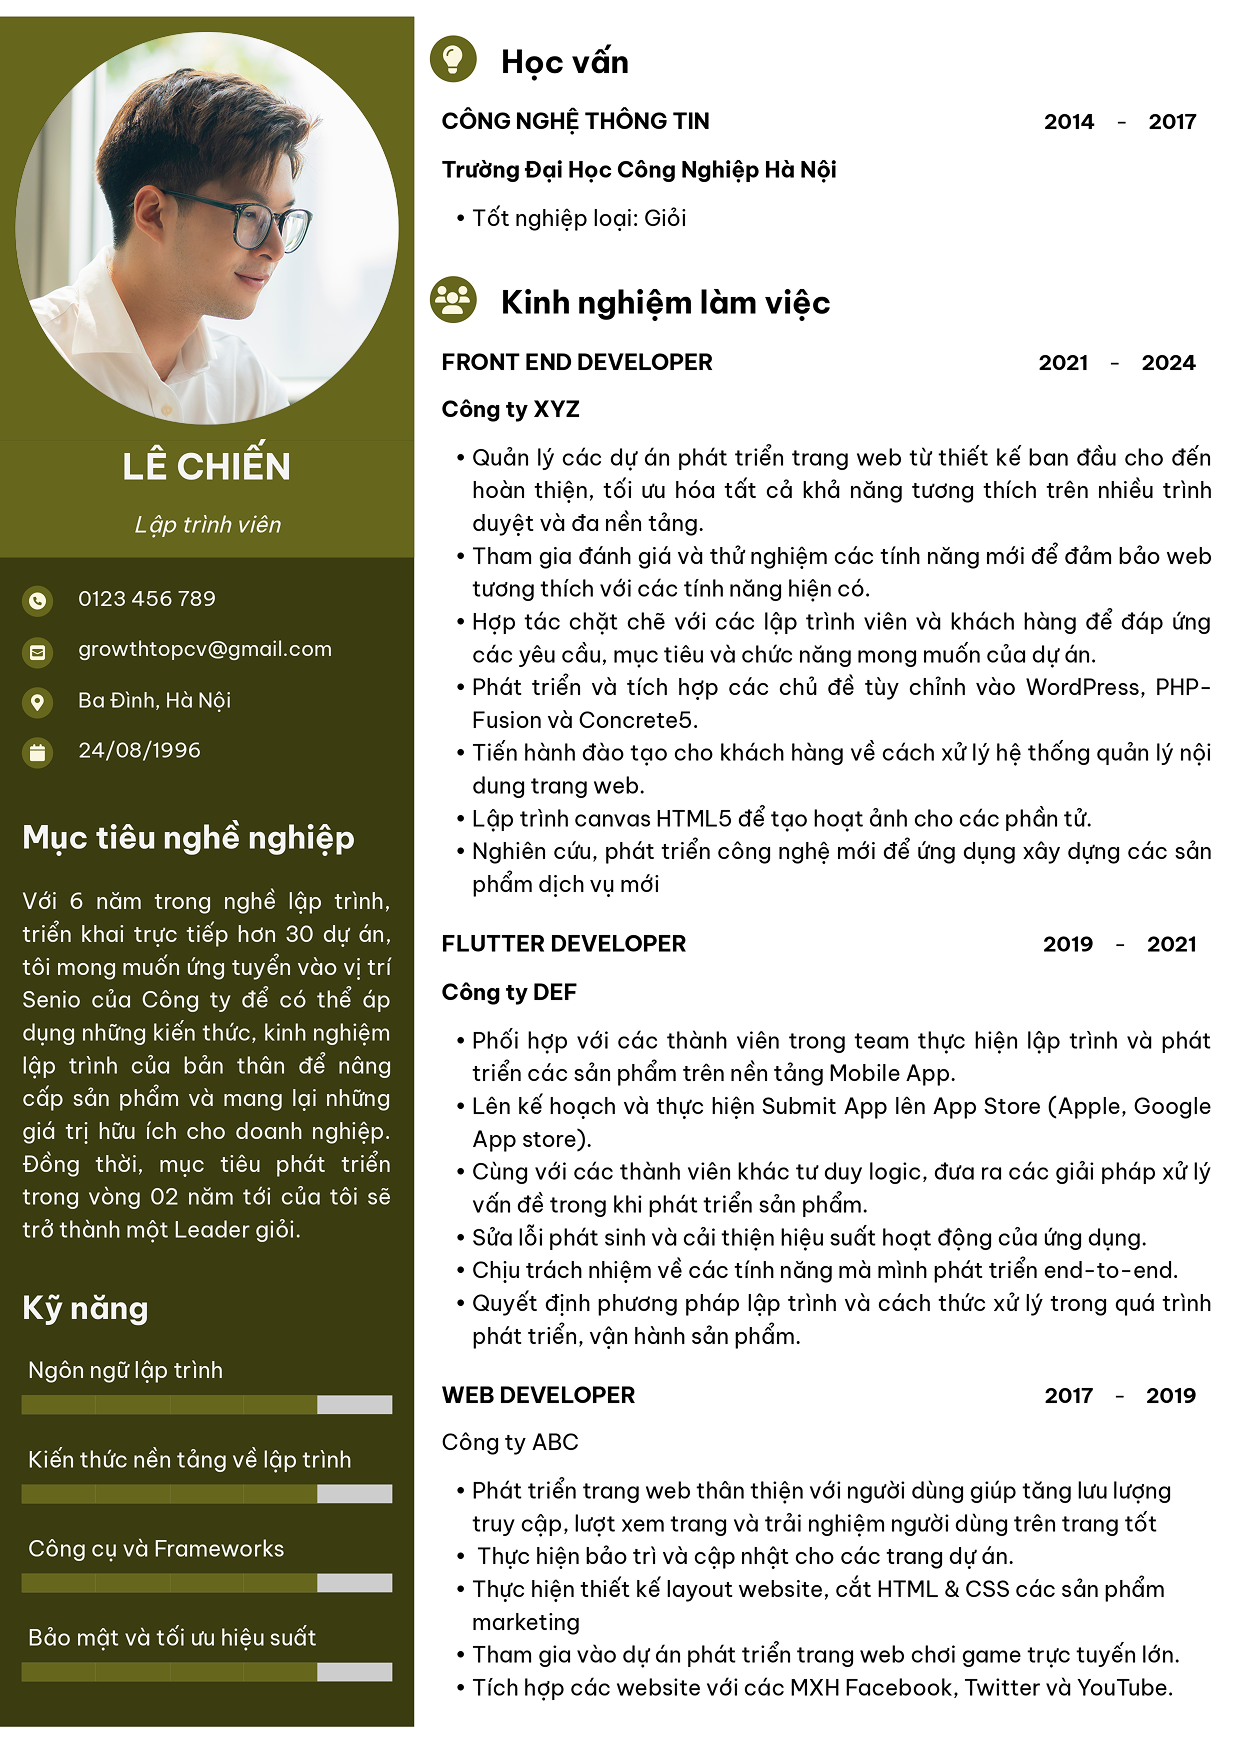 LÊ CHIẾN
Lập trình viên
0123 456 789
growthtopcv@gmail.com
Ba Đình, Hà Nội
24/08/1996
Mục tiêu nghề nghiệp
Với 6 năm trong nghề lập trình,
triển khai trực tiếp hơn 30 dự án,
tôi mong muốn ứng tuyển vào vị trí
Senio của Công ty để có thể áp
dụng những kiến thức, kinh nghiệm
lập trình của bản thân để nâng
cấp sản phẩm và mang lại những
giá trị hữu ích cho doanh nghiệp.
Đồng thời, mục tiêu phát triển
trong vòng 02 năm tới của tôi sẽ
trở thành một Leader giỏi.
Kỹ năng
Ngôn ngữ lập trình
Kiến thức nền tảng về lập trình
Công cụ và Frameworks
Bảo mật và tối ưu hiệu suất
Học vấn
CÔNG NGHỆ THÔNG TIN 2014 - 2017
Trường Đại Học Công Nghiệp Hà Nội
• Tốt nghiệp loại: Giỏi
Kinh nghiệm làm việc
FRONT END DEVELOPER 2021 - 2024
Công ty XYZ
• Quản lý các dự án phát triển trang web từ thiết kế ban đầu cho đến
hoàn thiện, tối ưu hóa tất cả khả năng tương thích trên nhiều trình
duyệt và đa nền tảng.
• Tham gia đánh giá và thử nghiệm các tính năng mới để đảm bảo web
tương thích với các tính năng hiện có.
• Hợp tác chặt chẽ với các lập trình viên và khách hàng để đáp ứng
các yêu cầu, mục tiêu và chức năng mong muốn của dự án.
• Phát triển và tích hợp các chủ đề tùy chỉnh vào WordPress, PHP-
Fusion và Concrete5.
• Tiến hành đào tạo cho khách hàng về cách xử lý hệ thống quản lý nội
dung trang web.
• Lập trình canvas HTML5 để tạo hoạt ảnh cho các phần tử.
• Nghiên cứu, phát triển công nghệ mới để ứng dụng xây dựng các sản
phẩm dịch vụ mới
FLUTTER DEVELOPER 2019 - 2021
Công ty DEF
• Phối hợp với các thành viên trong team thực hiện lập trình và phát
triển các sản phẩm trên nền tảng Mobile App.
• Lên kế hoạch và thực hiện Submit App lên App Store (Apple, Google
App store).
• Cùng với các thành viên khác tư duy logic, đưa ra các giải pháp xử lý
vấn đề trong khi phát triển sản phẩm.
• Sửa lỗi phát sinh và cải thiện hiệu suất hoạt động của ứng dụng.
• Chịu trách nhiệm về các tính năng mà mình phát triển end-to-end.
• Quyết định phương pháp lập trình và cách thức xử lý trong quá trình
phát triển, vận hành sản phẩm.
WEB DEVELOPER 2017 - 2019
Công ty ABC
• Phát triển trang web thân thiện với người dùng giúp tăng lưu lượng
truy cập, lượt xem trang và trải nghiệm người dùng trên trang tốt
• Thực hiện bảo trì và cập nhật cho các trang dự án.
• Thực hiện thiết kế layout website, cắt HTML & CSS các sản phẩm
marketing
• Tham gia vào dự án phát triển trang web chơi game trực tuyến lớn.
• Tích hợp các website với các MXH Facebook, Twitter và YouTube.